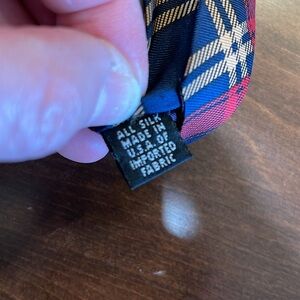 ALL SILK
MADE IN
U.S.A. OF
IMPORTED
FABRIC